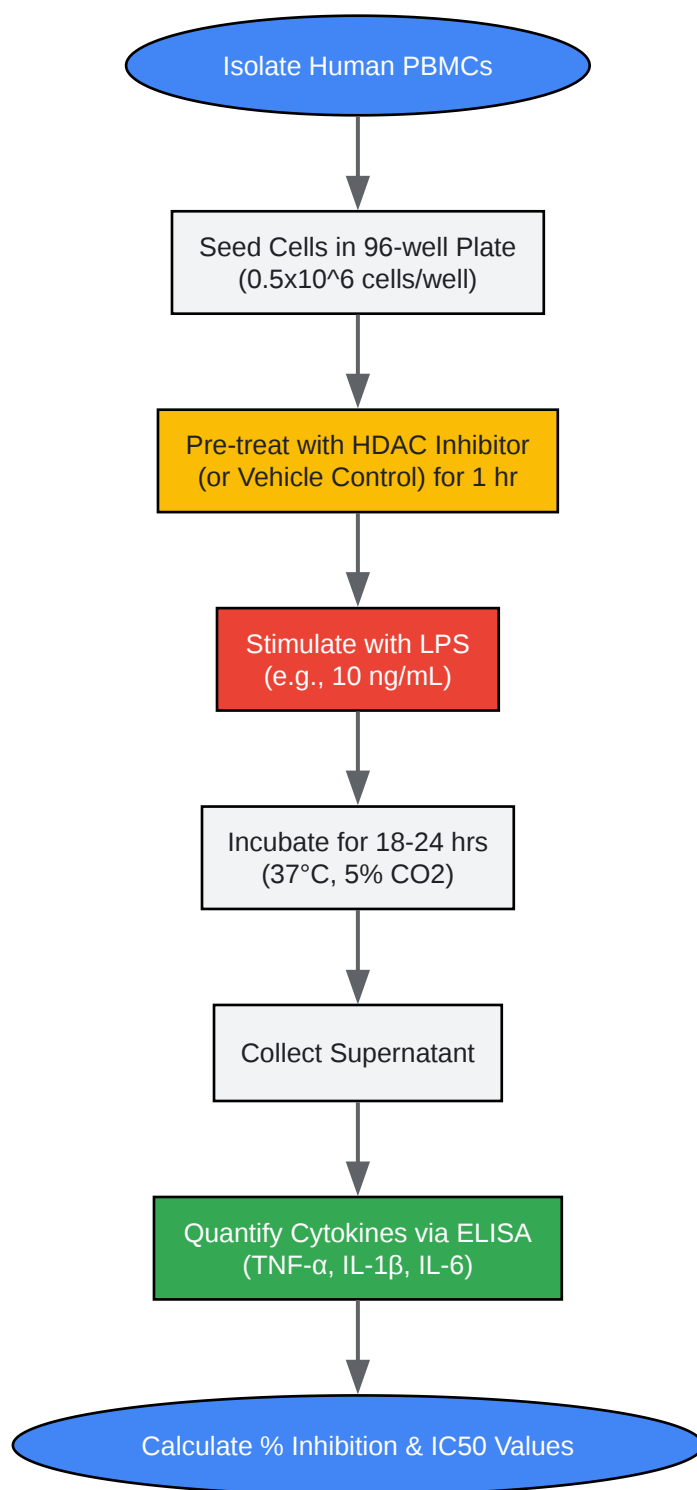 Isolate Human PBMCs
Seed Cells in 96-well Plate
(0.5x10^6 cells/well)
Pre-treat with HDAC Inhibitor
(or Vehicle Control) for 1 hr
Stimulate with LPS
(e.g., 10 ng/mL)
Incubate for 18-24 hrs
(37°C, 5% CO2)
Collect Supernatant
Quantify Cytokines via ELISA
(TNF-α, IL-1β, IL-6)
Calculate % Inhibition & IC50 Values